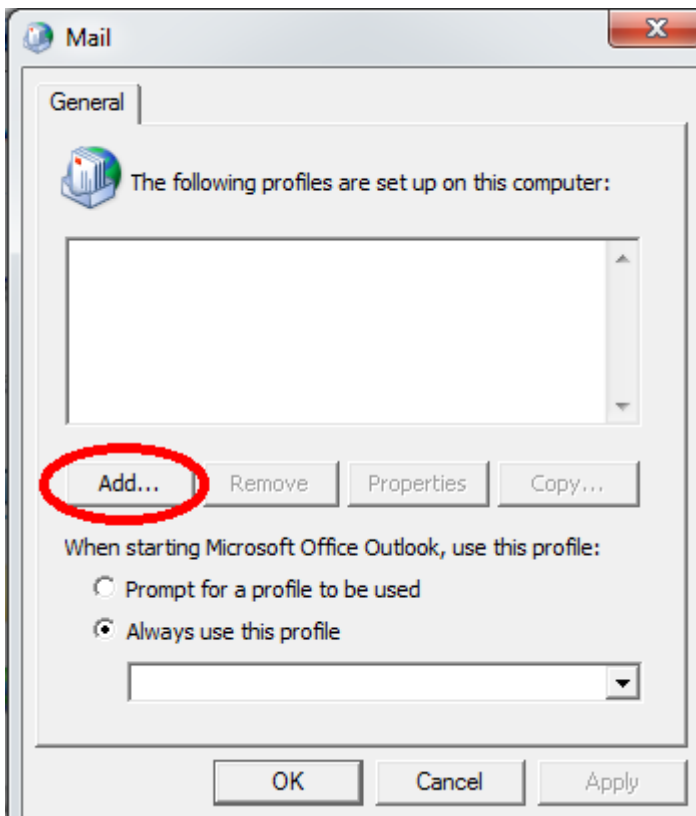 Mail
General
The following profiles are set up on this computer:
Add... Remove Properties Copy...
When starting Microsoft Office Outlook, use this profile:
Prompt for a profile to be used
Always use this profile
OK Cancel Apply